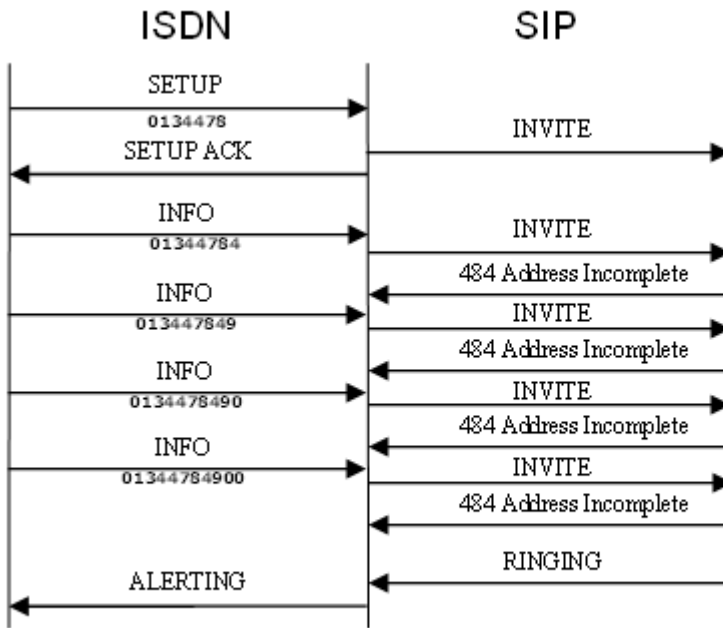 ISDN SIP
SETUP
0134478
INVITE
SETUP ACK
INFO
01344784
INVITE
484 Address Incomplete
INFO
013447849
INVITE
484 Address Incomplete
INFO
0134478490
INVITE
484 Address Incomplete
INFO
01344784900
INVITE
484 Address Incomplete
RINGING
ALERTING